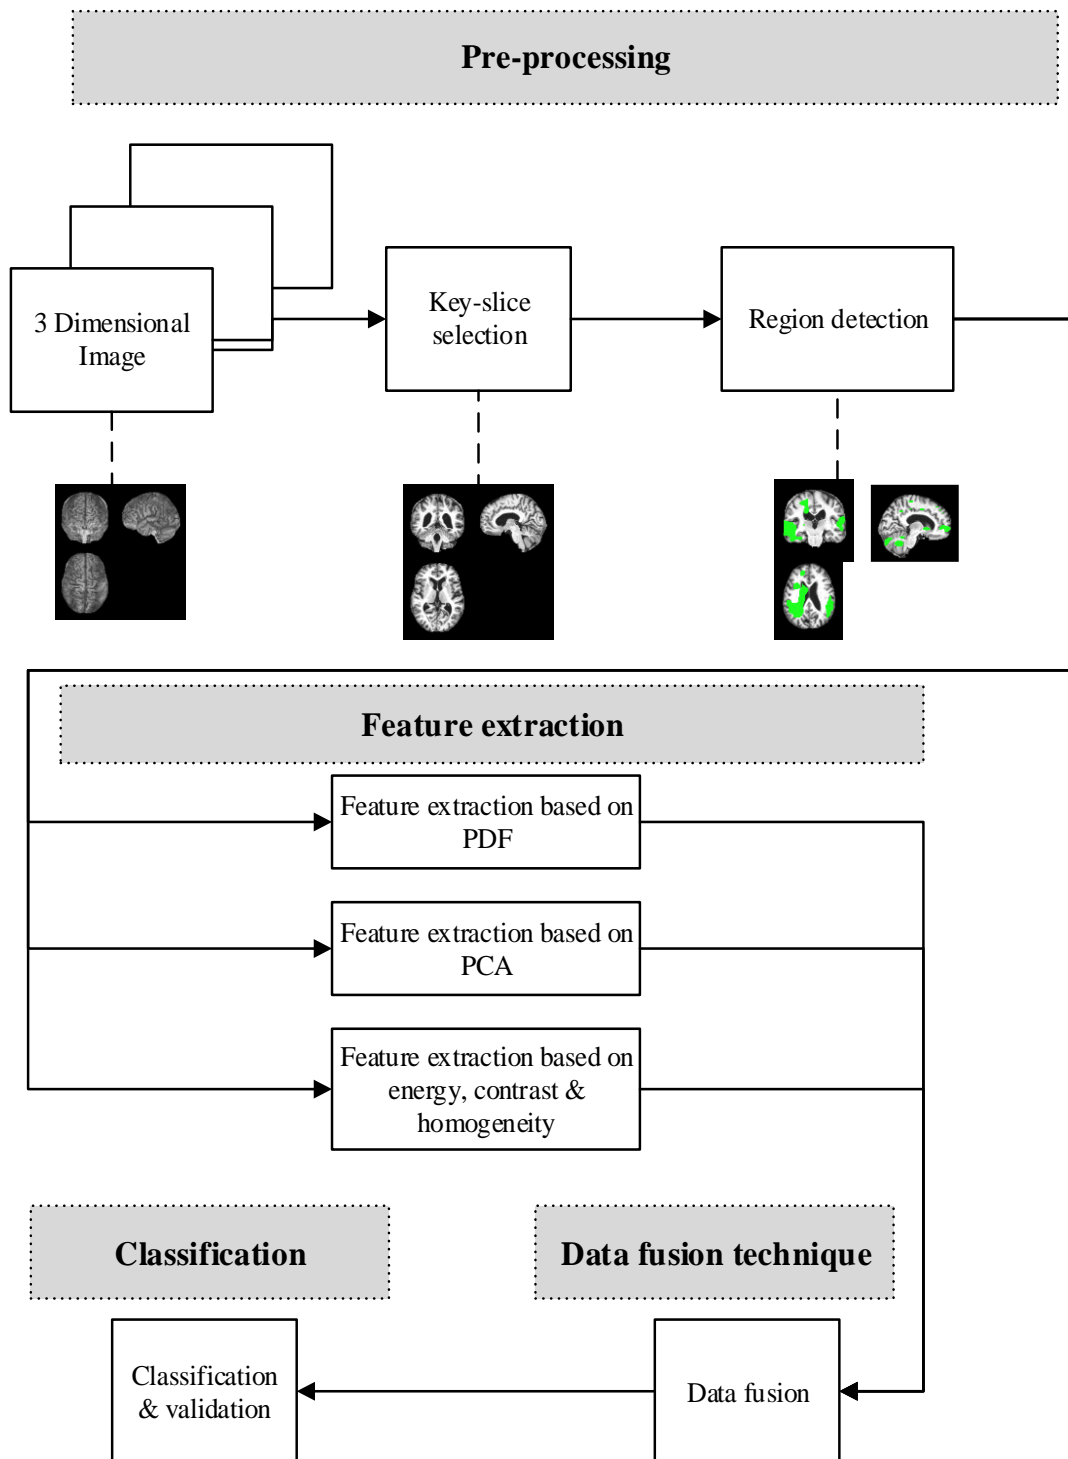 Pre-processing
3 Dimensional
Image
Key-slice
selection
Region detection
Feature extraction
Feature extraction based on
PDF
Feature extraction based on
PCA
Feature extraction based on
energy, contrast &
homogeneity
Classification
Data fusion technique
Classification
& validation
Data fusion